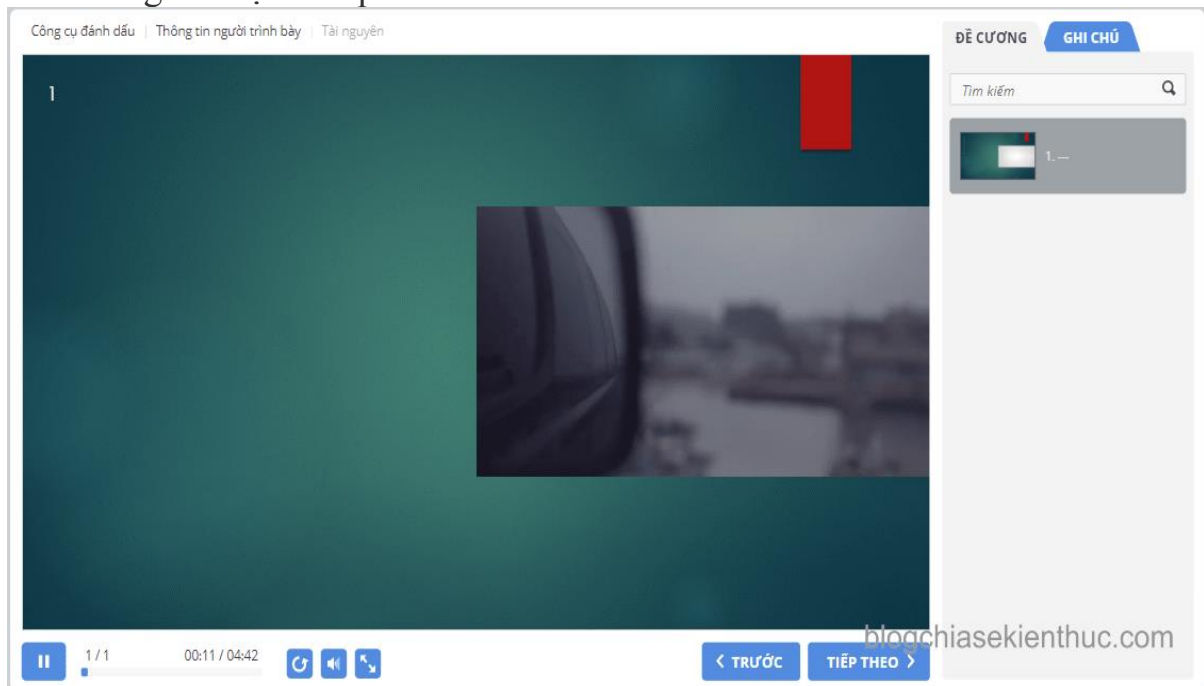 Công cụ đánh dấu | Thông tin người trình bày | Tài nguyên
ĐỀ CƯƠNG GHI CHÚ
1
Tìm kiếm
1. ---
1 / 1 00:11 / 04:42
TRƯỚC TIẾP THEO
blogchiasekienthuc.com